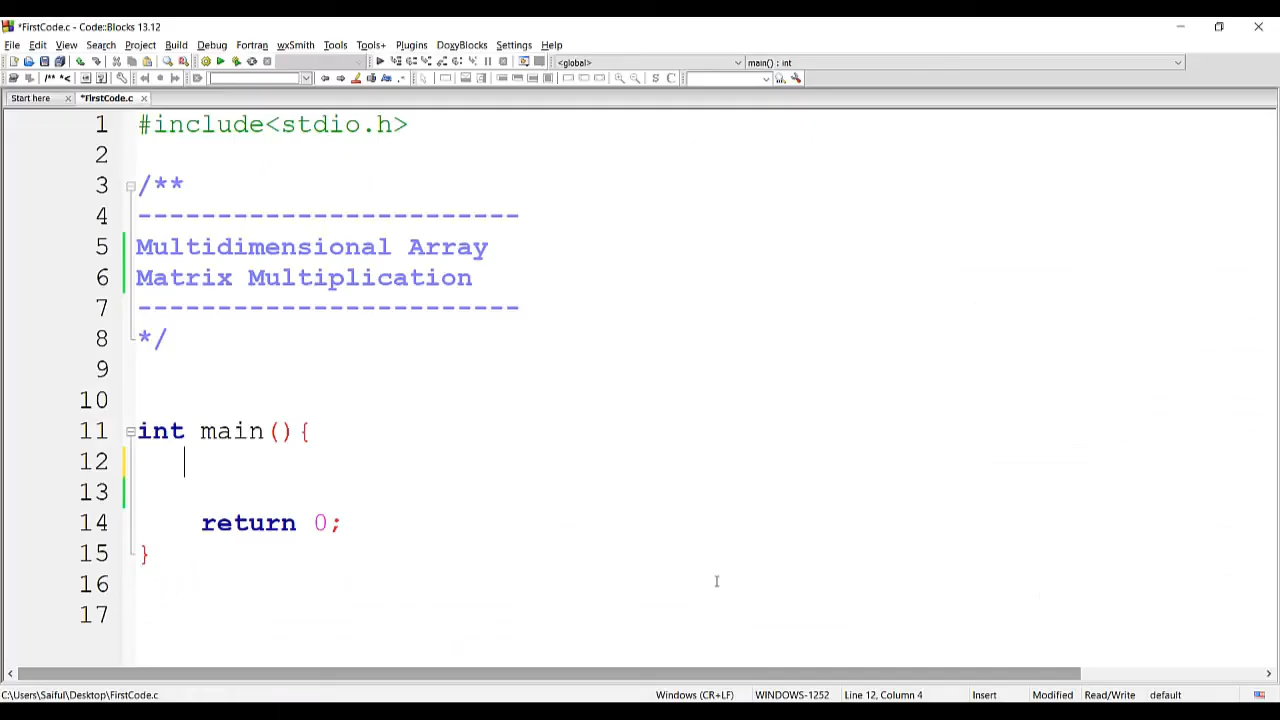 *FirstCode.c - Code::Blocks 13.12
File Edit View Search Project Build Debug Fortran wxSmith Tools Tools+ Plugins DoxyBlocks Settings Help
<global> main() : int
Start here *FirstCode.c
1 #include<stdio.h>
2
3 /**
4 ------------------------
5 Multidimensional Array
6 Matrix Multiplication
7 ------------------------
8 */
9
10
11 int main(){
12
13
14 return 0;
15 }
16
17
C:\Users\Saiful\Desktop\FirstCode.c Windows (CR+LF) WINDOWS-1252 Line 12, Column 4 Insert Modified Read/Write default